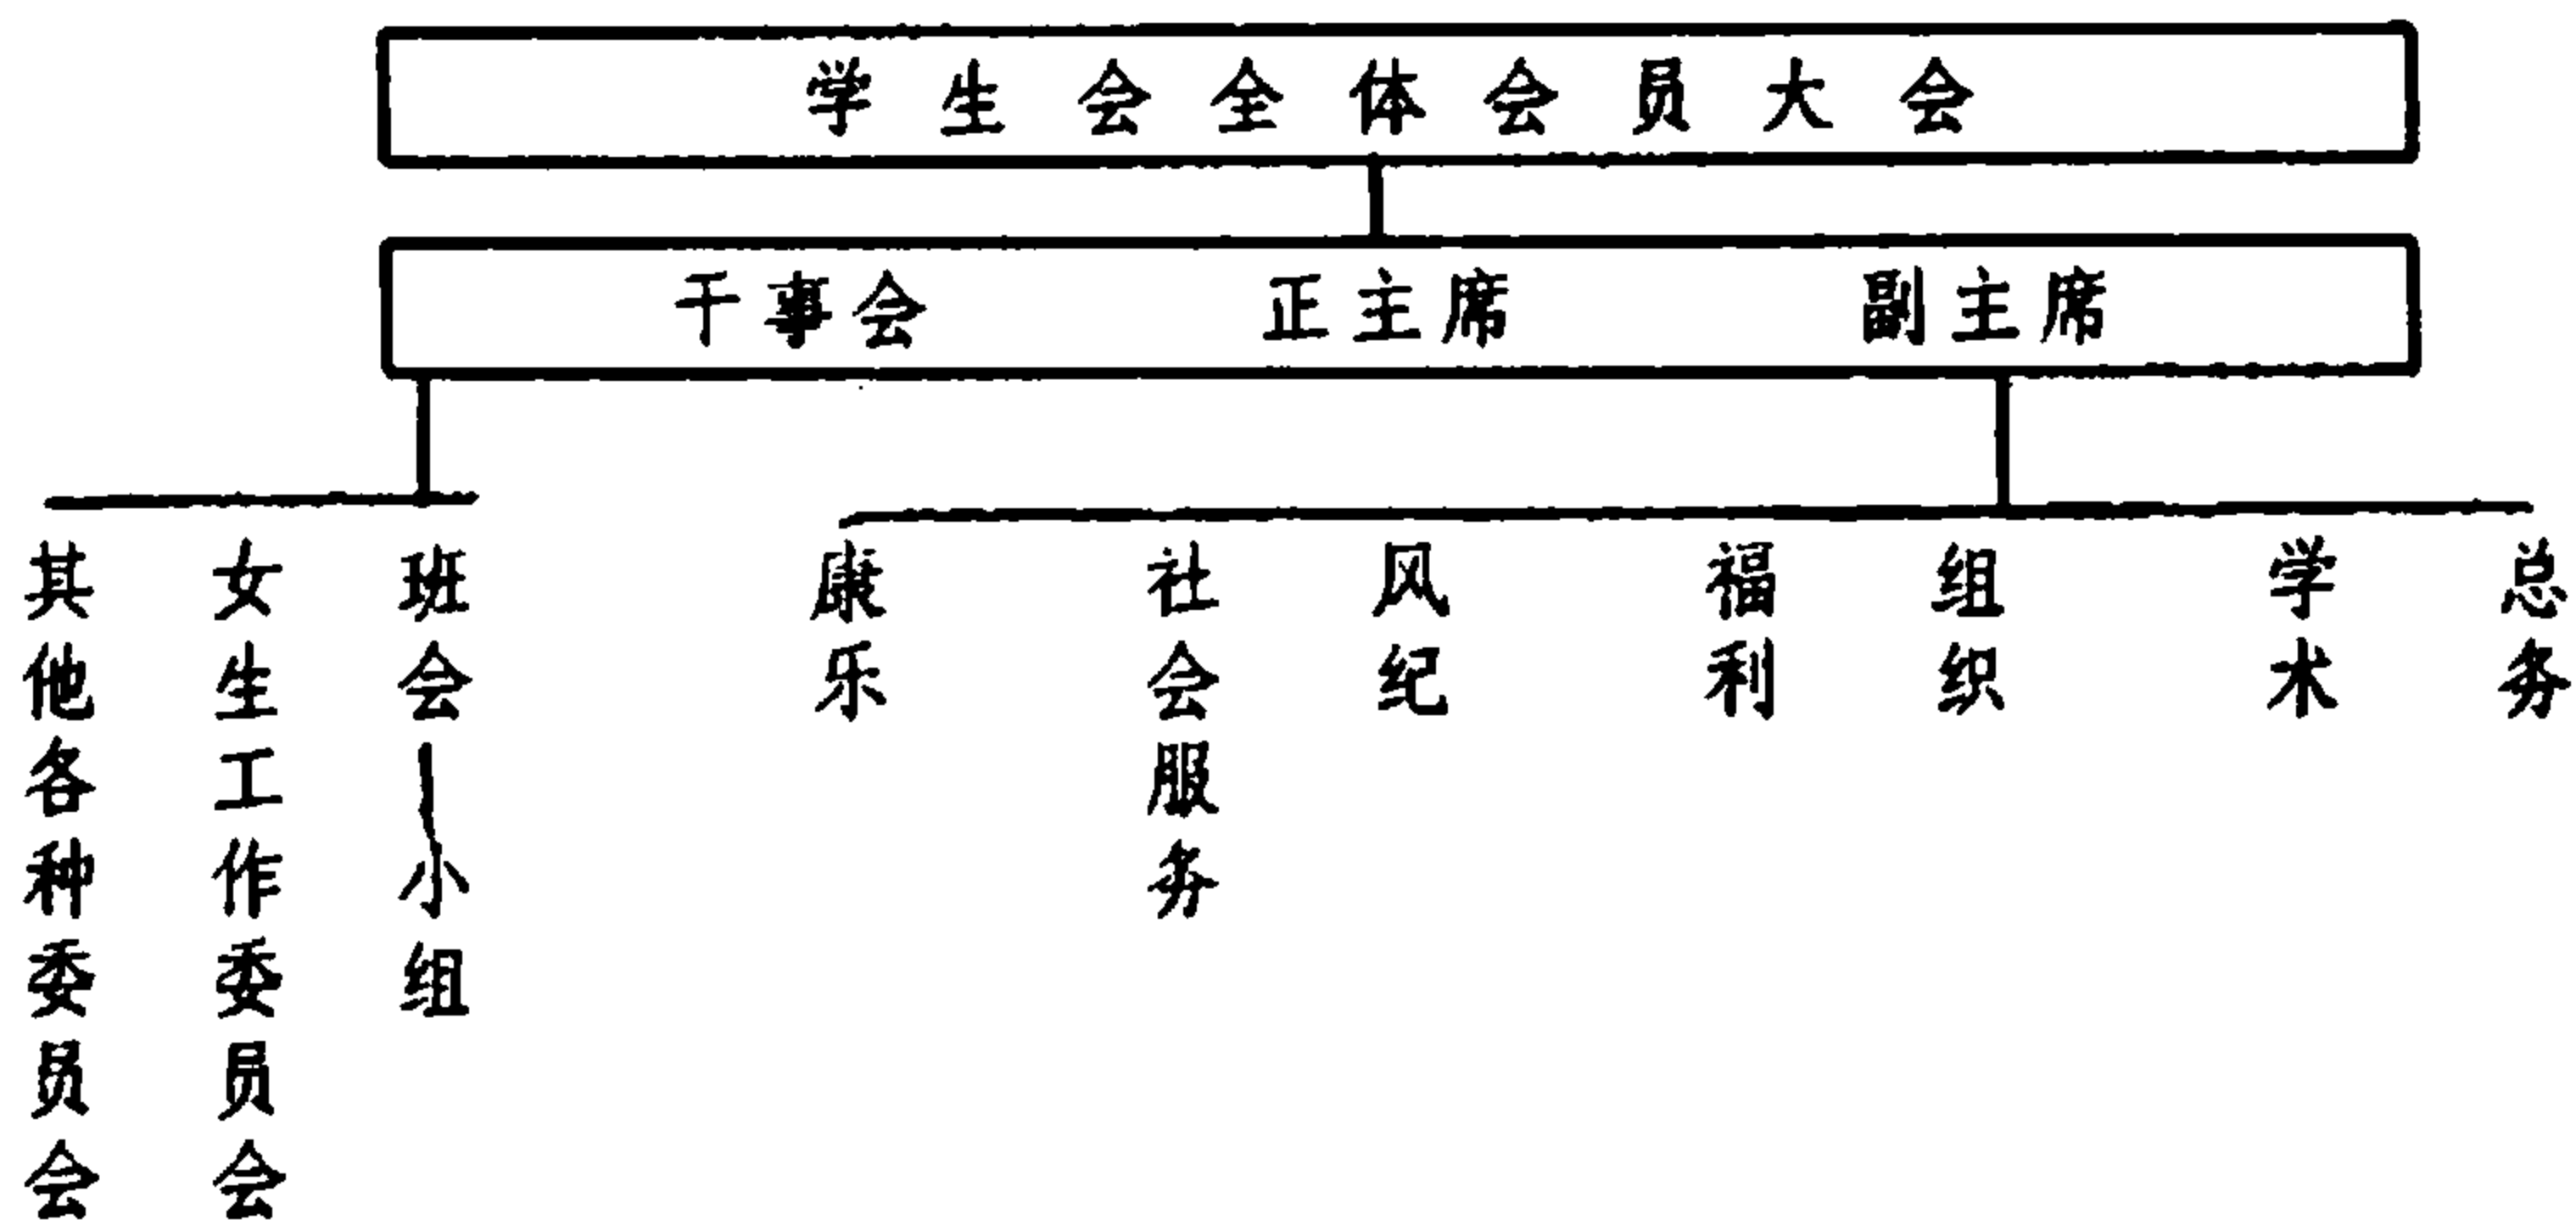 学生会全体会员大会
干事会 正主席 副主席
其他各种委员会
女生工作委员会
班会—小组
康乐
社会服务
风纪
福利
组织
学术
总务